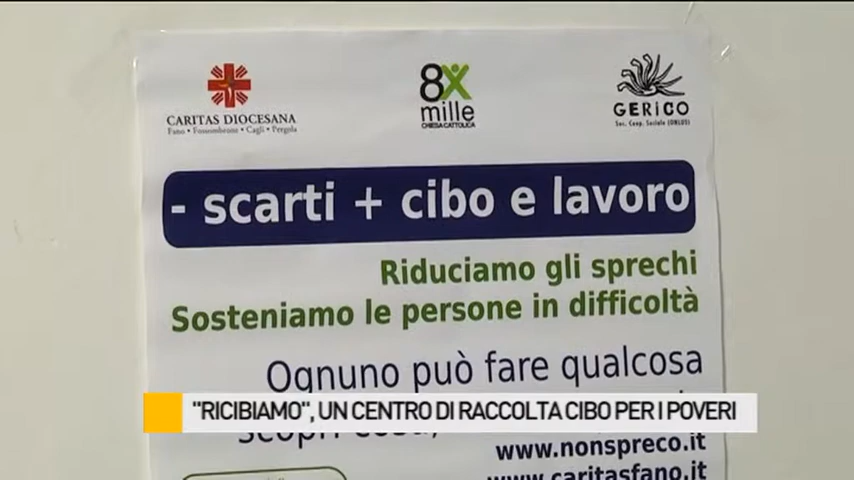 CARITAS DIOCESANA
Fano • Fossombrone • Cagli • Pergola
8X
mille
CHIESA CATTOLICA
GERICO
Soc. Coop. Sociale (ONLUS)
- scarti + cibo e lavoro
Riduciamo gli sprechi
Sosteniamo le persone in difficoltà
Ognuno può fare qualcosa
"RICIBIAMO", UN CENTRO DI RACCOLTA CIBO PER I POVERI
www.nonspreco.it
www.caritasfano.it